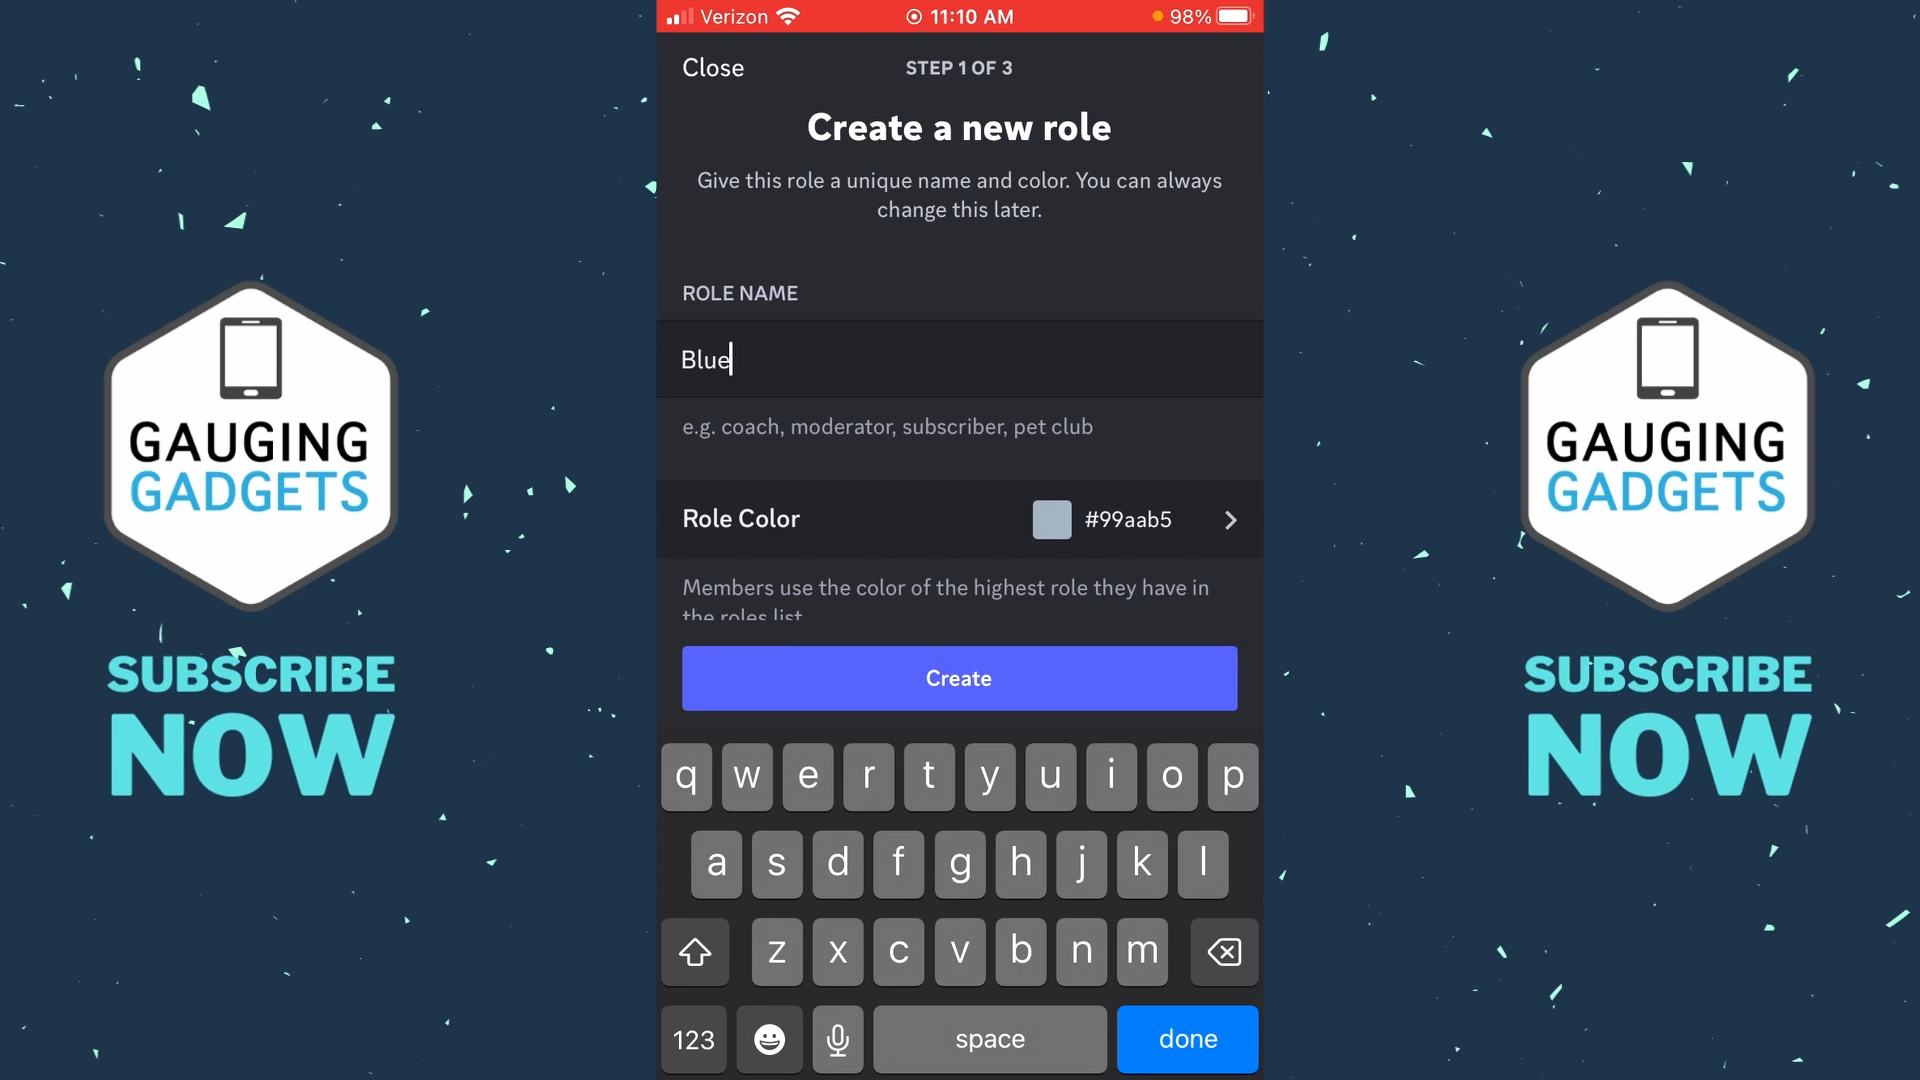 Verizon 11:10 AM 98%
Close STEP 1 OF 3
Create a new role
Give this role a unique name and color. You can always
change this later.
ROLE NAME
Blue
e.g. coach, moderator, subscriber, pet club
Role Color #99aab5
Members use the color of the highest role they have in
the roles list
Create
q w e r t y u i o p
a s d f g h j k l
z x c v b n m
123 space done
GAUGING
GADGETS
SUBSCRIBE
NOW
GAUGING
GADGETS
SUBSCRIBE
NOW